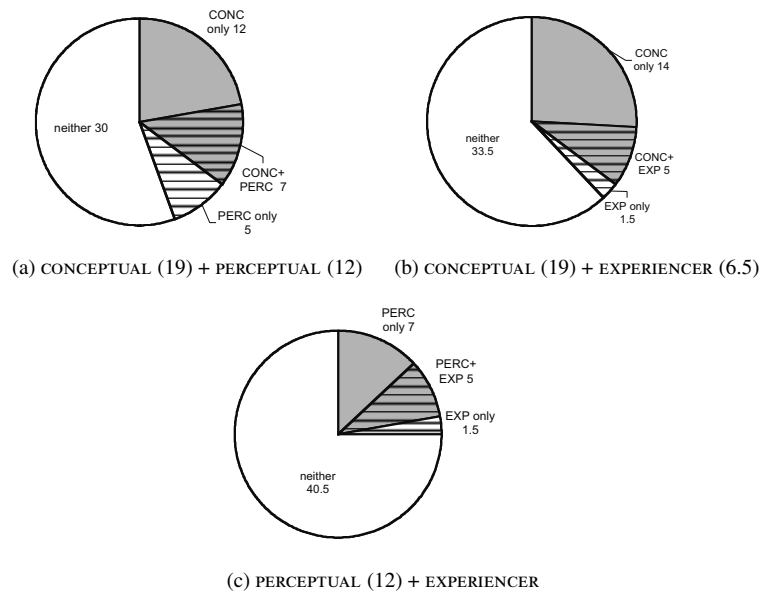 CONC
only 12
neither 30
CONC+
PERC 7
PERC only
5
CONC
only 14
neither
33.5
CONC+
EXP 5
EXP only
1.5
(a) CONCEPTUAL (19) + PERCEPTUAL (12)
(b) CONCEPTUAL (19) + EXPERIENCER (6.5)
PERC
only 7
PERC+
EXP 5
EXP only
1.5
neither
40.5
(c) PERCEPTUAL (12) + EXPERIENCER